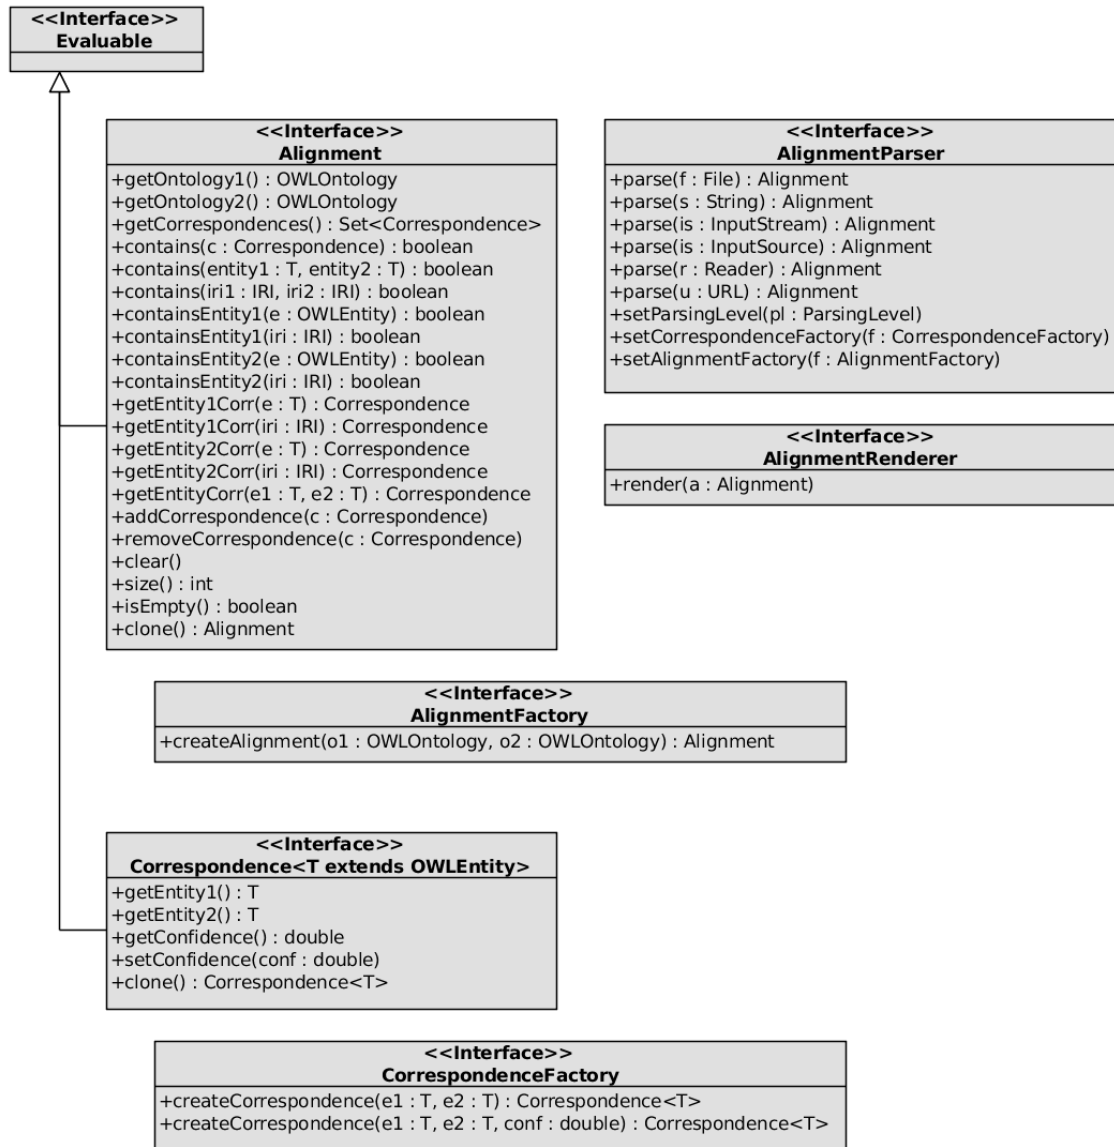 <<Interface>>
Evaluable
<<Interface>>
Alignment
+getOntology1() : OWLOntology
+getOntology2() : OWLOntology
+getCorrespondences() : Set<Correspondence>
+contains(c : Correspondence) : boolean
+contains(entity1 : T, entity2 : T) : boolean
+contains(iri1 : IRI, iri2 : IRI) : boolean
+containsEntity1(e : OWLEntity) : boolean
+containsEntity1(iri : IRI) : boolean
+containsEntity2(e : OWLEntity) : boolean
+containsEntity2(iri : IRI) : boolean
+getEntity1Corr(e : T) : Correspondence
+getEntity1Corr(iri : IRI) : Correspondence
+getEntity2Corr(e : T) : Correspondence
+getEntity2Corr(iri : IRI) : Correspondence
+getEntityCorr(e1 : T, e2 : T) : Correspondence
+addCorrespondence(c : Correspondence)
+removeCorrespondence(c : Correspondence)
+clear()
+size() : int
+isEmpty() : boolean
+clone() : Alignment
<<Interface>>
AlignmentParser
+parse(f : File) : Alignment
+parse(s : String) : Alignment
+parse(is : InputStream) : Alignment
+parse(is : InputSource) : Alignment
+parse(r : Reader) : Alignment
+parse(u : URL) : Alignment
+setParsingLevel(pl : ParsingLevel)
+setCorrespondenceFactory(f : CorrespondenceFactory)
+setAlignmentFactory(f : AlignmentFactory)
<<Interface>>
AlignmentRenderer
+render(a : Alignment)
<<Interface>>
AlignmentFactory
+createAlignment(o1 : OWLOntology, o2 : OWLOntology) : Alignment
<<Interface>>
Correspondence<T extends OWLEntity>
+getEntity1() : T
+getEntity2() : T
+getConfidence() : double
+setConfidence(conf : double)
+clone() : Correspondence<T>
<<Interface>>
CorrespondenceFactory
+createCorrespondence(e1 : T, e2 : T) : Correspondence<T>
+createCorrespondence(e1 : T, e2 : T, conf : double) : Correspondence<T>